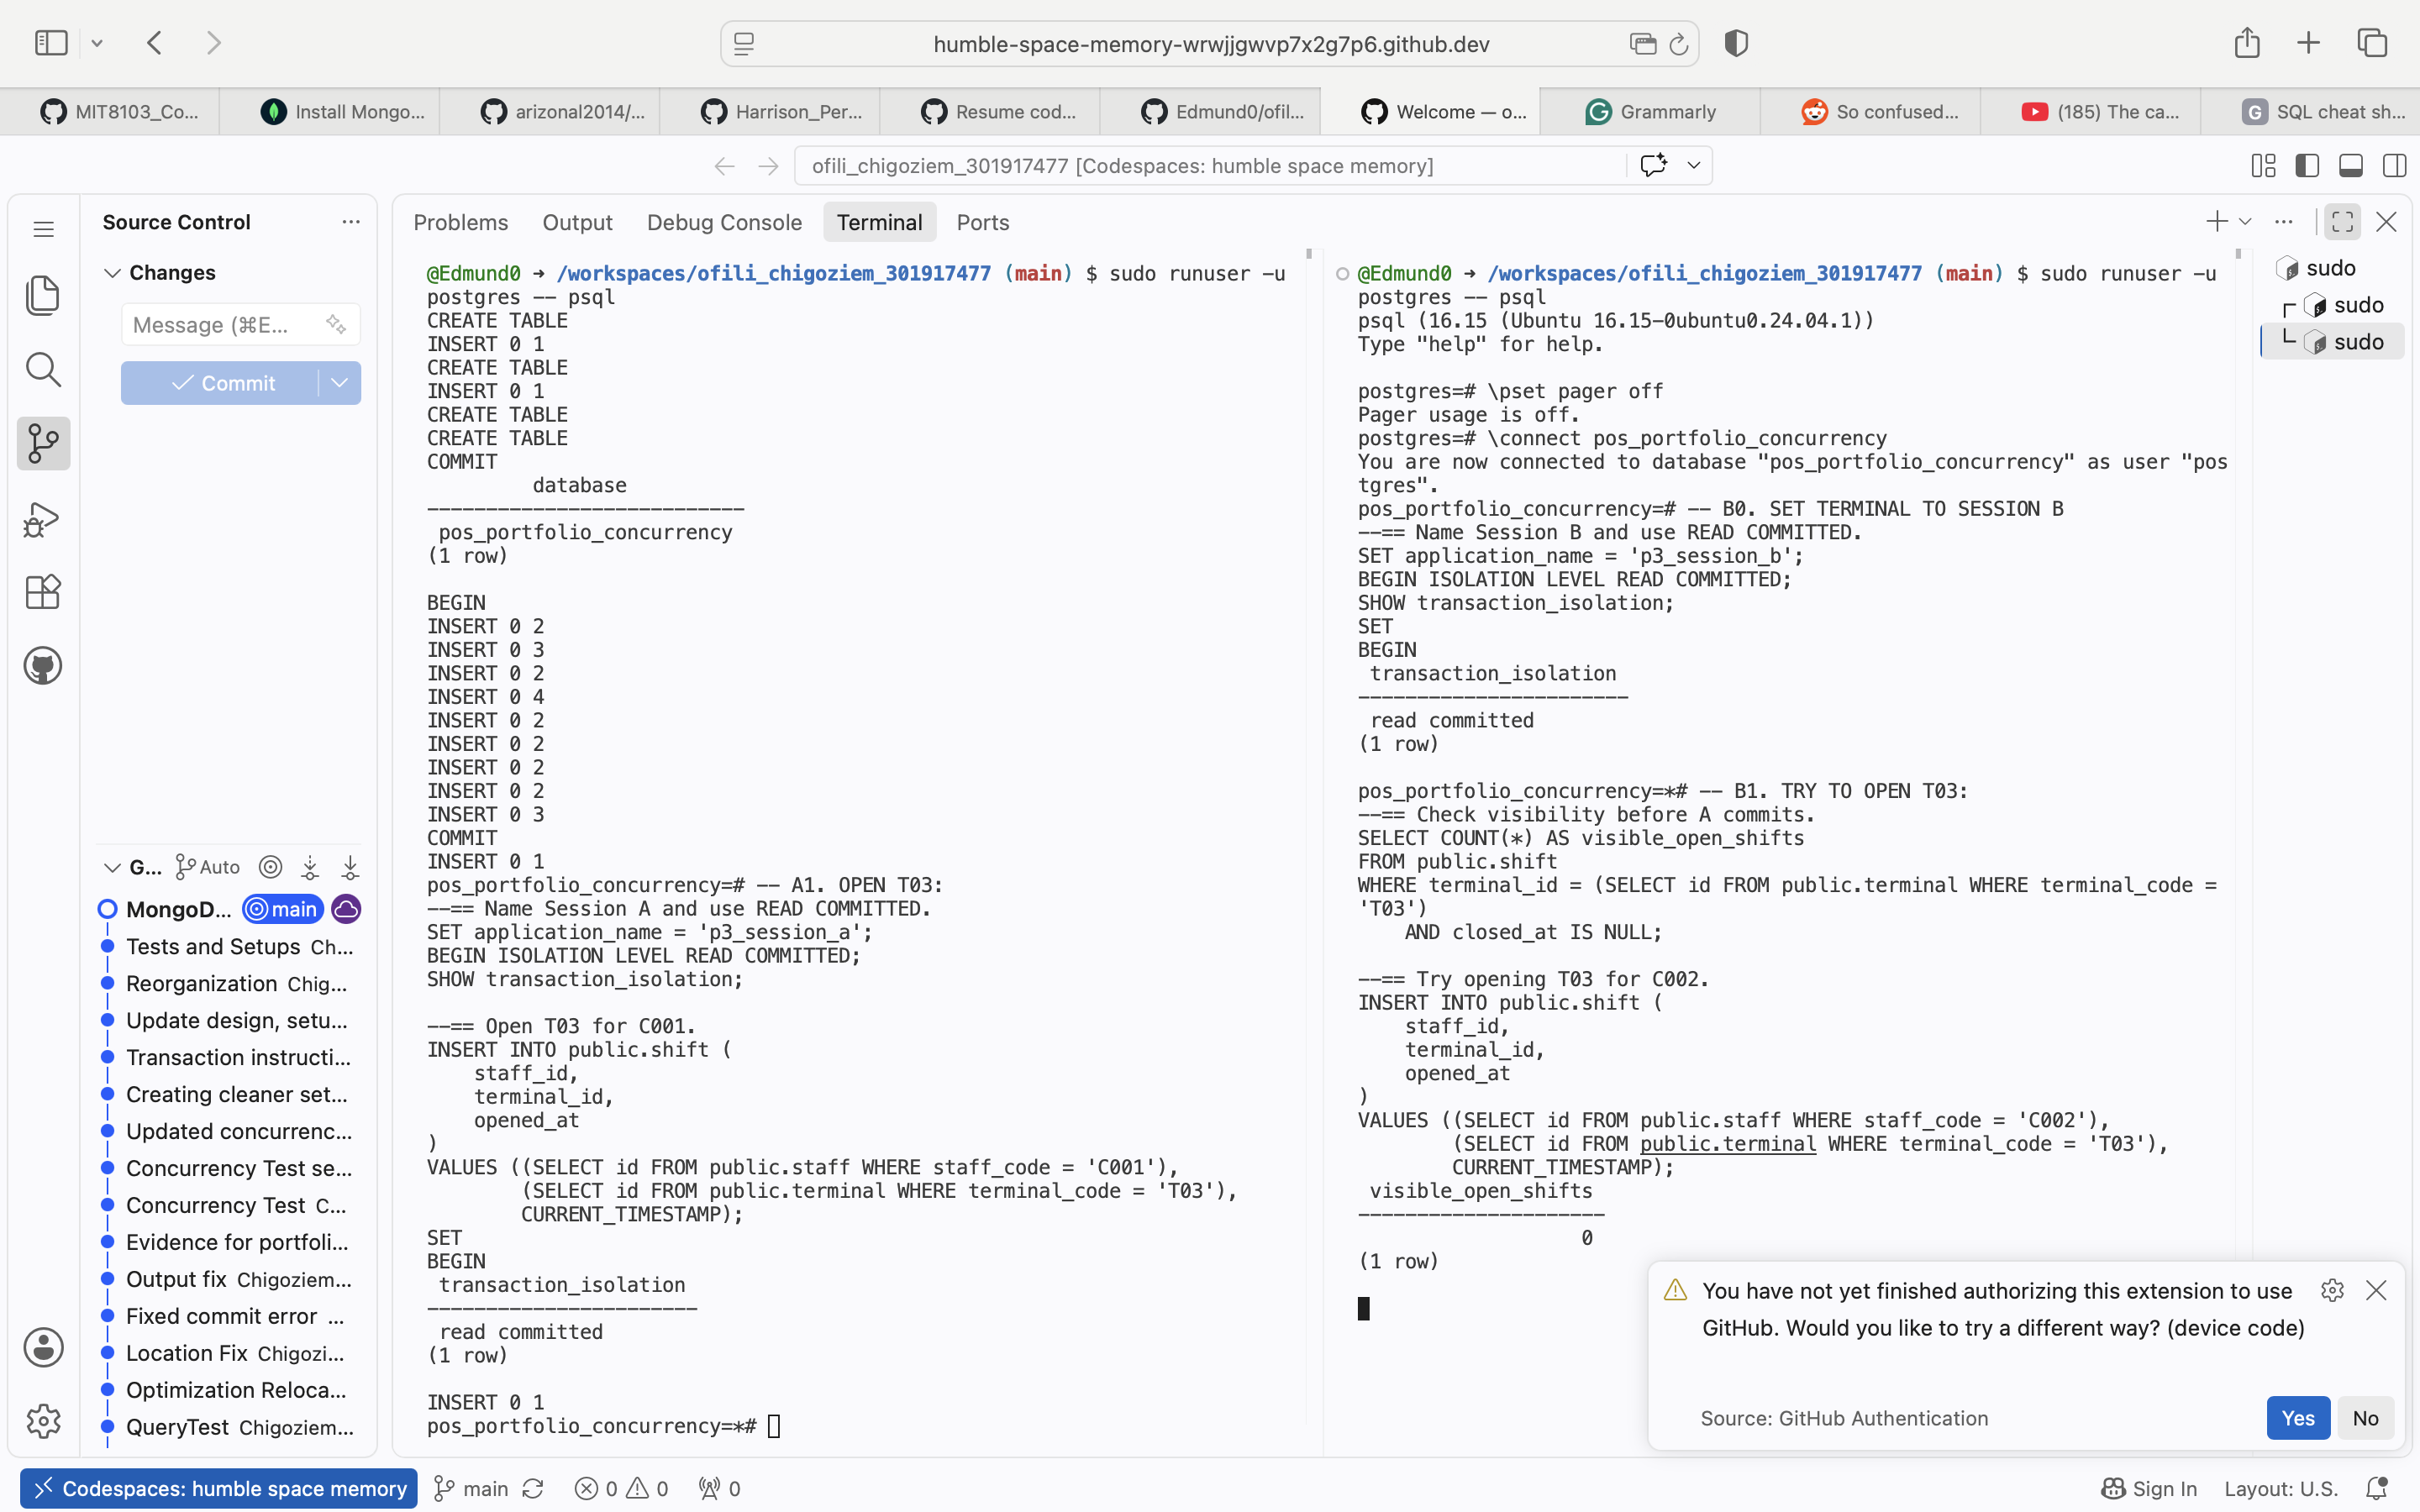 humble-space-memory-wrwjjgwvp7x2g7p6.github.dev
MIT8103_Co...
Install Mongo...
arizonal2014/...
Harrison_Per...
Resume cod...
Edmund0/ofil...
Welcome — o...
Grammarly
So confused...
(185) The ca...
G
SQL cheat sh...
ofili_chigoziem_301917477 [Codespaces: humble space memory]
Source Control
Changes
Message (⌘E...
Commit
G...
Auto
MongoD...
main
Tests and Setups Ch...
Reorganization Chig...
Update design, setu...
Transaction instructi...
Creating cleaner set...
Updated concurrenc...
Concurrency Test se...
Concurrency Test C...
Evidence for portfoli...
Output fix Chigoziem...
Fixed commit error ...
Location Fix Chigozi...
Optimization Reloca...
QueryTest Chigoziem...
Problems
Output
Debug Console
Terminal
Ports
@Edmund0 ➜ /workspaces/ofili_chigoziem_301917477 (main) $ sudo runuser -u
postgres -- psql
CREATE TABLE
INSERT 0 1
CREATE TABLE
INSERT 0 1
CREATE TABLE
CREATE TABLE
COMMIT
database
---------------------------
pos_portfolio_concurrency
(1 row)
BEGIN
INSERT 0 2
INSERT 0 3
INSERT 0 2
INSERT 0 4
INSERT 0 2
INSERT 0 2
INSERT 0 2
INSERT 0 2
INSERT 0 3
COMMIT
INSERT 0 1
pos_portfolio_concurrency=# -- A1. OPEN T03:
--== Name Session A and use READ COMMITTED.
SET application_name = 'p3_session_a';
BEGIN ISOLATION LEVEL READ COMMITTED;
SHOW transaction_isolation;
--== Open T03 for C001.
INSERT INTO public.shift (
staff_id,
terminal_id,
opened_at
)
VALUES ((SELECT id FROM public.staff WHERE staff_code = 'C001'),
(SELECT id FROM public.terminal WHERE terminal_code = 'T03'),
CURRENT_TIMESTAMP);
SET
BEGIN
transaction_isolation
-----------------------
read committed
(1 row)
INSERT 0 1
pos_portfolio_concurrency=*#
@Edmund0 ➜ /workspaces/ofili_chigoziem_301917477 (main) $ sudo runuser -u
postgres -- psql
psql (16.15 (Ubuntu 16.15-0ubuntu0.24.04.1))
Type "help" for help.
postgres=# \pset pager off
Pager usage is off.
postgres=# \connect pos_portfolio_concurrency
You are now connected to database "pos_portfolio_concurrency" as user "pos
tgres".
pos_portfolio_concurrency=# -- B0. SET TERMINAL TO SESSION B
--== Name Session B and use READ COMMITTED.
SET application_name = 'p3_session_b';
BEGIN ISOLATION LEVEL READ COMMITTED;
SHOW transaction_isolation;
SET
BEGIN
transaction_isolation
-----------------------
read committed
(1 row)
pos_portfolio_concurrency=*# -- B1. TRY TO OPEN T03:
--== Check visibility before A commits.
SELECT COUNT(*) AS visible_open_shifts
FROM public.shift
WHERE terminal_id = (SELECT id FROM public.terminal WHERE terminal_code =
'T03')
AND closed_at IS NULL;
--== Try opening T03 for C002.
INSERT INTO public.shift (
staff_id,
terminal_id,
opened_at
)
VALUES ((SELECT id FROM public.staff WHERE staff_code = 'C002'),
(SELECT id FROM public.terminal WHERE terminal_code = 'T03'),
CURRENT_TIMESTAMP);
visible_open_shifts
---------------------
0
(1 row)
sudo
sudo
sudo
You have not yet finished authorizing this extension to use
GitHub. Would you like to try a different way? (device code)
Source: GitHub Authentication
Yes
No
Codespaces: humble space memory
main
0
0
0
Sign In
Layout: U.S.